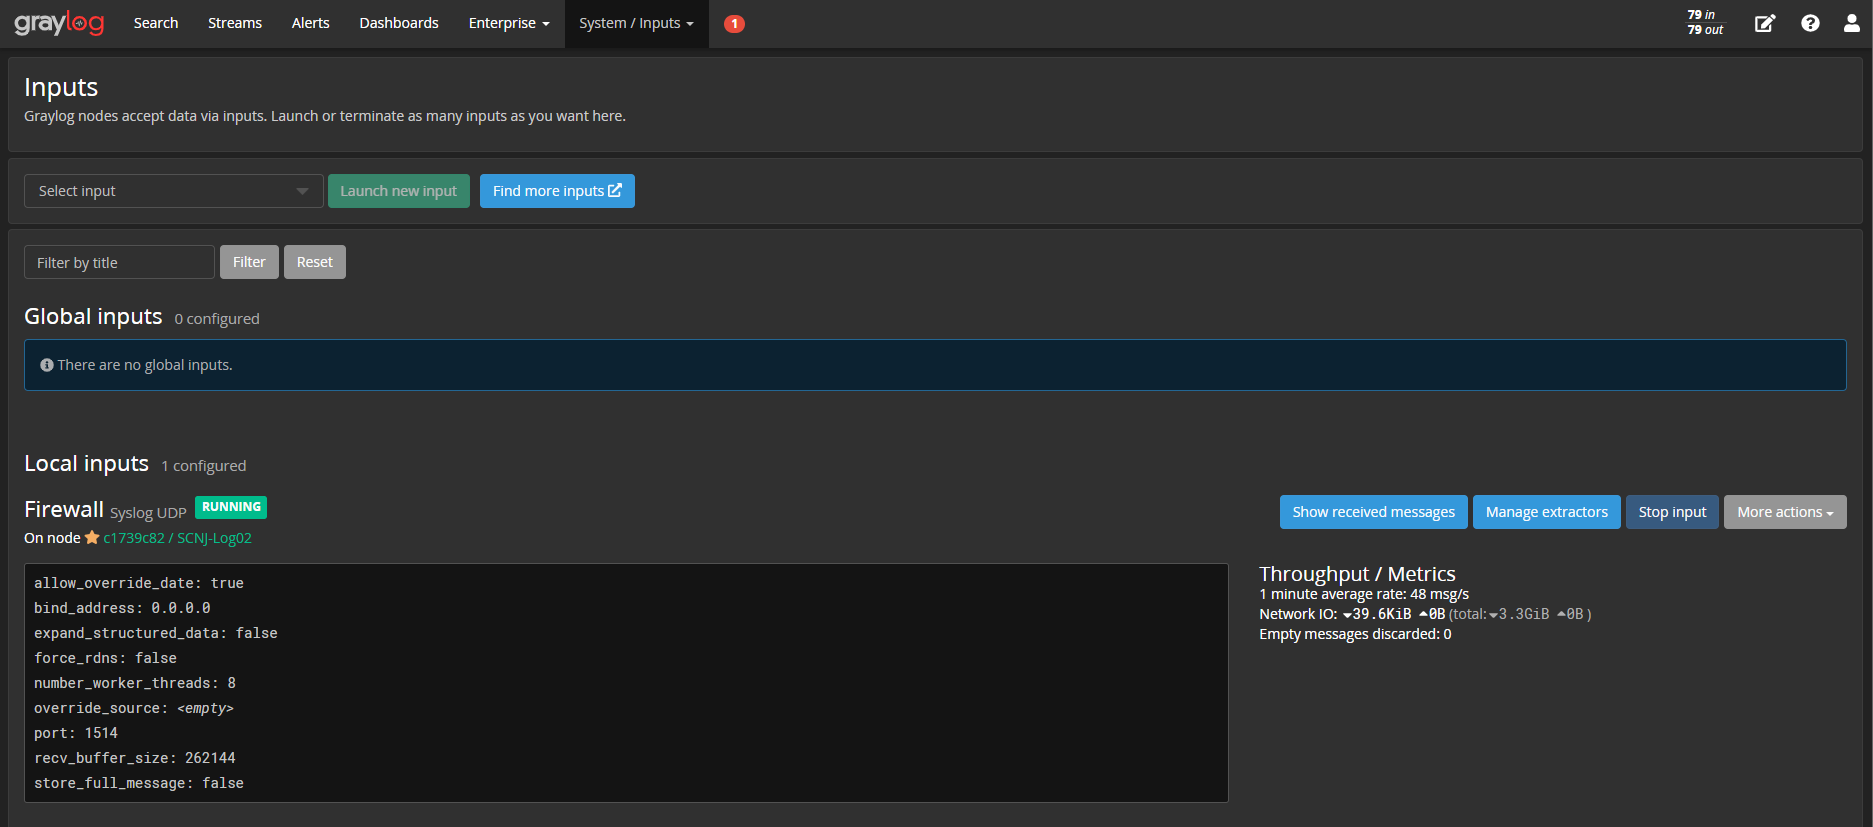 graylog Search Streams Alerts Dashboards Enterprise System / Inputs 1 79 in
79 out
Inputs
Graylog nodes accept data via inputs. Launch or terminate as many inputs as you want here.
Select input Launch new input Find more inputs
Filter by title Filter Reset
Global inputs 0 configured
There are no global inputs.
Local inputs 1 configured
Firewall Syslog UDP RUNNING Show received messages Manage extractors Stop input More actions
On node c1739c82 / SCNJ-Log02
allow_override_date: true
bind_address: 0.0.0.0
expand_structured_data: false
force_rdns: false
number_worker_threads: 8
override_source: <empty>
port: 1514
recv_buffer_size: 262144
store_full_message: false
Throughput / Metrics
1 minute average rate: 48 msg/s
Network IO: 39.6KiB 0B (total: 3.3GiB 0B )
Empty messages discarded: 0